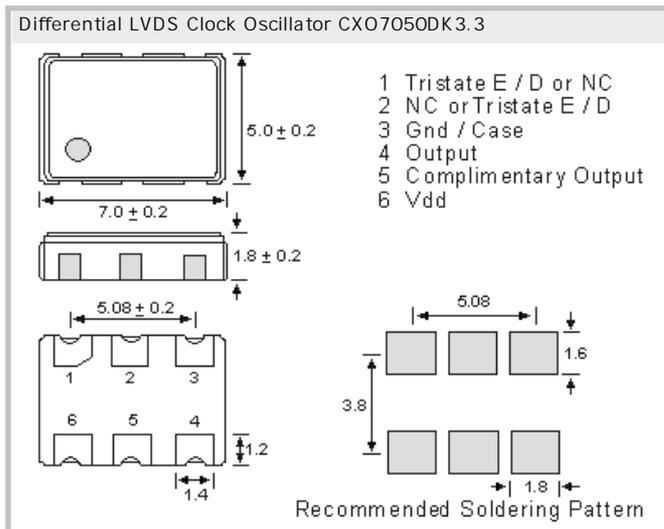 Differential LVDS Clock Oscillator CXO7050DK3.3
5.0 ± 0.2
7.0 ± 0.2
1 Tristate E / D or NC
2 NC or Tristate E / D
3 Gnd / Case
4 Output
5 Complimentary Output
6 Vdd
1.8 ± 0.2
5.08 ± 0.2
1 2 3
6 5 4
1.2
1.4
5.08
1.6
3.8
1.8
Recommended Soldering Pattern